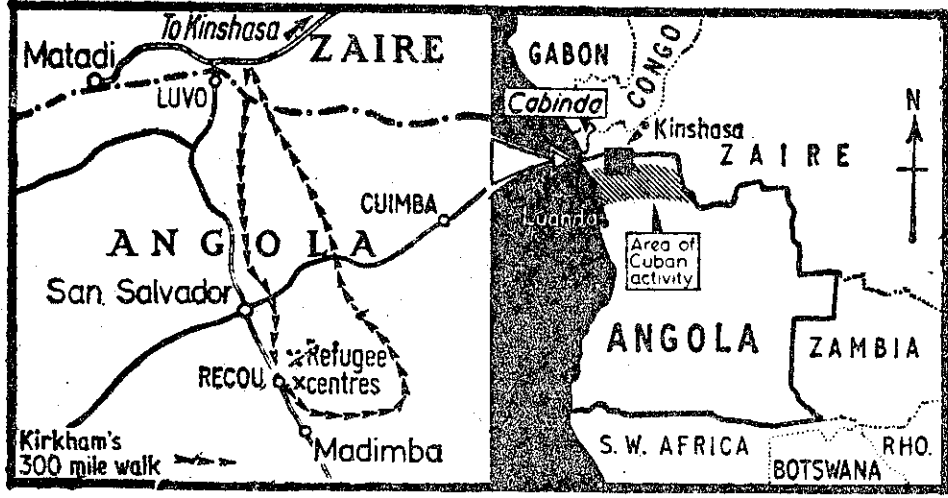 To Kinshasa
ZAIRE
Matadi
LUVO
CUIMBA
ANGOLA
San Salvador
Refugee
centres
RECOU
Madimba
Kirkham's
300 mile walk
GABON
CONGO
Cabinda
Kinshasa
N
ZAIRE
Luanda
Area of
Cuban
activity
ANGOLA
ZAMBIA
S.W. AFRICA
RHO.
BOTSWANA